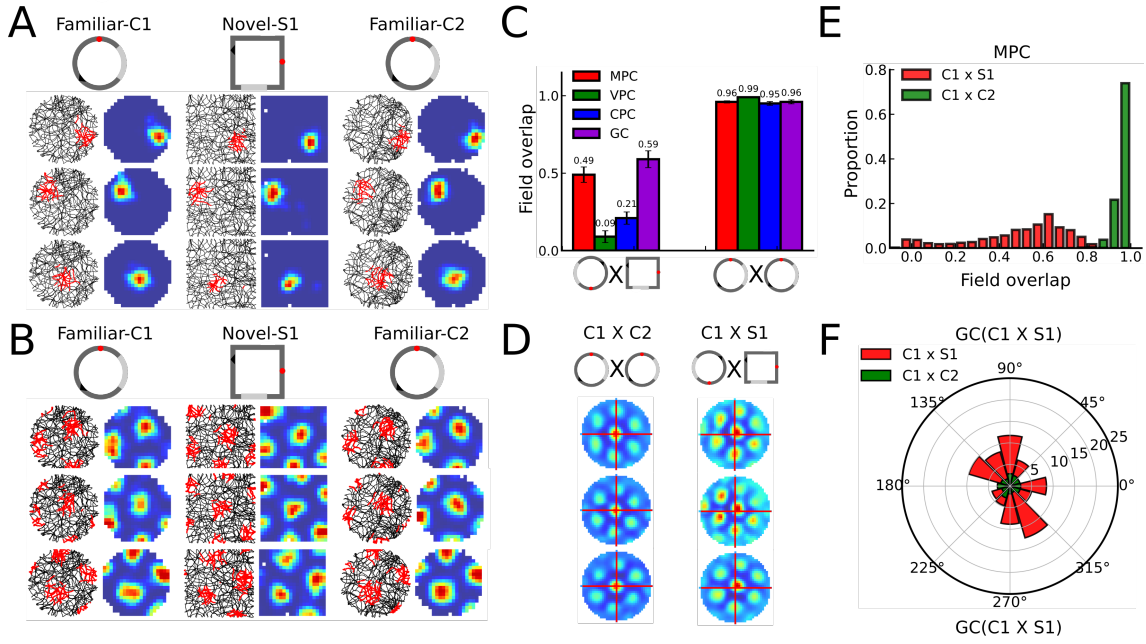 A
Familiar-C1
Novel-S1
Familiar-C2
B
Familiar-C1
Novel-S1
Familiar-C2
C
MPC
VPC
CPC
GC
Field overlap
1.0
0.5
0.0
0.49
0.09
0.21
0.59
0.96
0.99
0.95
0.96
X
X
D
C1 X C2
C1 X S1
X
X
E
MPC
C1 x S1
C1 x C2
Proportion
0.8
0.6
0.4
0.2
0.0
0.0
0.2
0.4
0.6
0.8
1.0
Field overlap
F
GC(C1 X S1)
C1 x S1
C1 x C2
90°
135°
45°
180°
0°
225°
315°
270°
5
10
15
20
25
GC(C1 X S1)